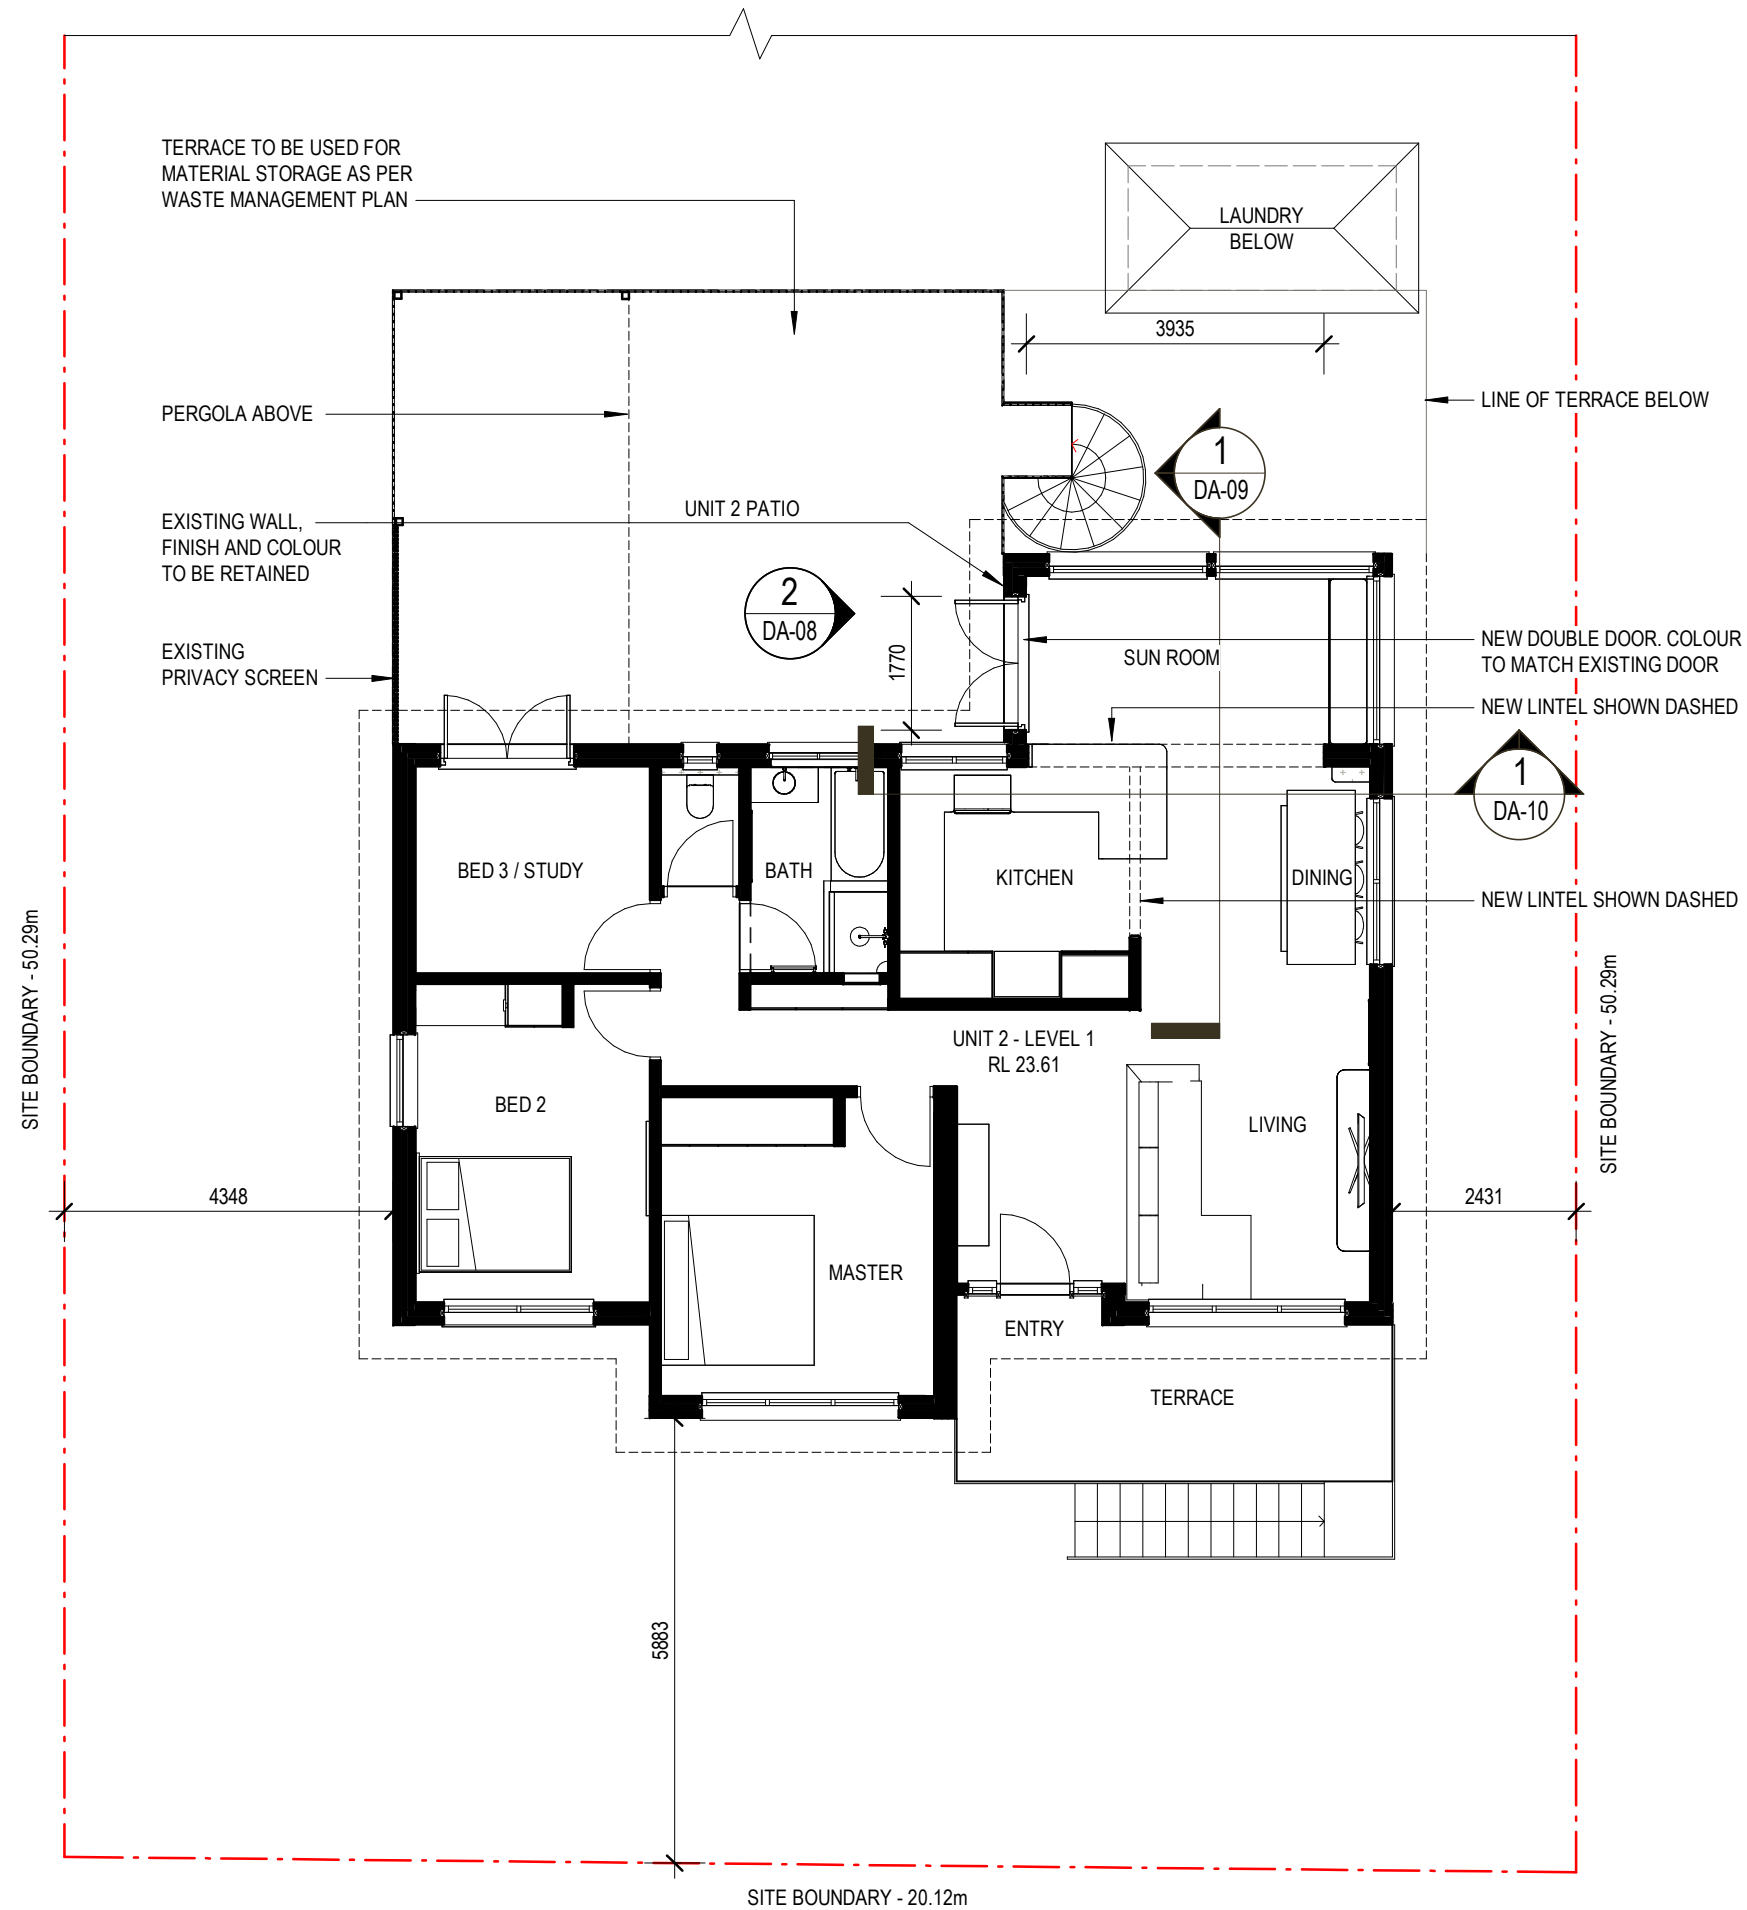 TERRACE TO BE USED FOR
MATERIAL STORAGE AS PER
WASTE MANAGEMENT PLAN
LAUNDRY
BELOW
3935
PERGOLA ABOVE
LINE OF TERRACE BELOW
1
DA-09
UNIT 2 PATIO
EXISTING WALL,
FINISH AND COLOUR
TO BE RETAINED
2
DA-08
1770
EXISTING
PRIVACY SCREEN
SUN ROOM
NEW DOUBLE DOOR. COLOUR
TO MATCH EXISTING DOOR
NEW LINTEL SHOWN DASHED
1
DA-10
BED 3 / STUDY
BATH
KITCHEN
DINING
NEW LINTEL SHOWN DASHED
SITE BOUNDARY - 50.29m
SITE BOUNDARY - 50.29m
UNIT 2 - LEVEL 1
RL 23.61
BED 2
LIVING
4348
2431
MASTER
ENTRY
TERRACE
5883
SITE BOUNDARY - 20.12m